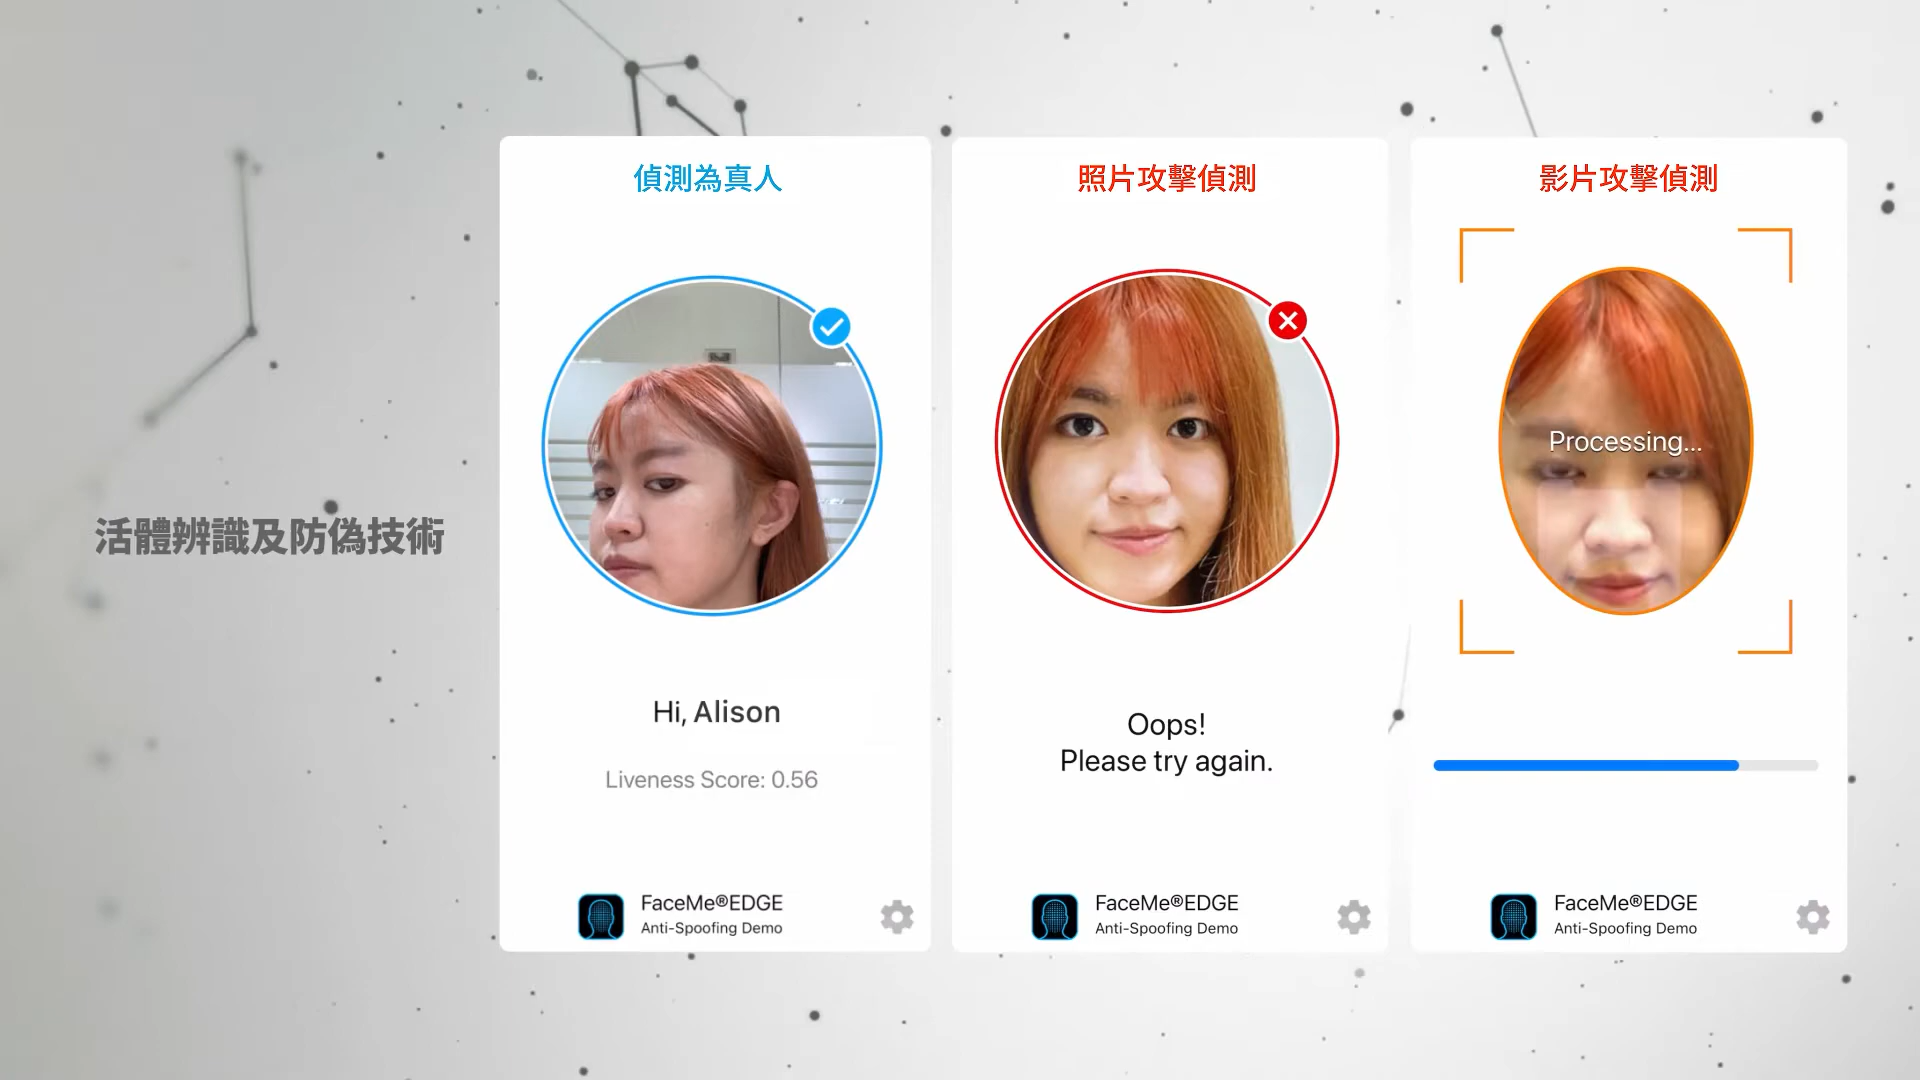 活體辨識及防偽技術
偵測為真人
Hi, Alison
Liveness Score: 0.56
FaceMe®EDGE
Anti-Spoofing Demo
照片攻擊偵測
Oops!
Please try again.
FaceMe®EDGE
Anti-Spoofing Demo
影片攻擊偵測
Processing...
FaceMe®EDGE
Anti-Spoofing Demo